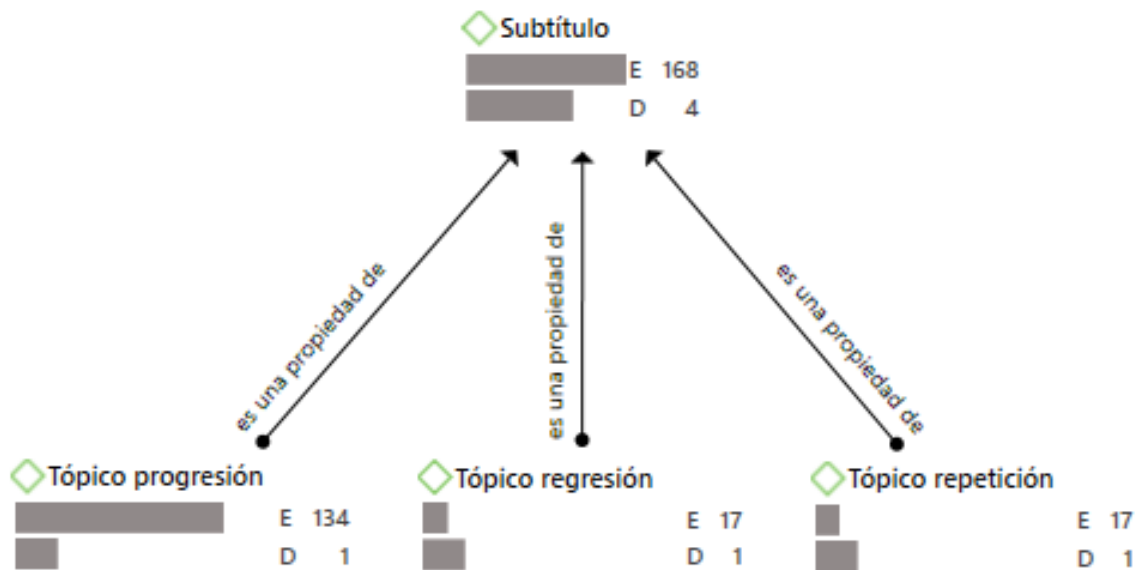 Subtítulo
E 168
D 4
es una propiedad de
es una propiedad de
es una propiedad de
Tópico progresión
E 134
D 1
Tópico regresión
E 17
D 1
Tópico repetición
E 17
D 1